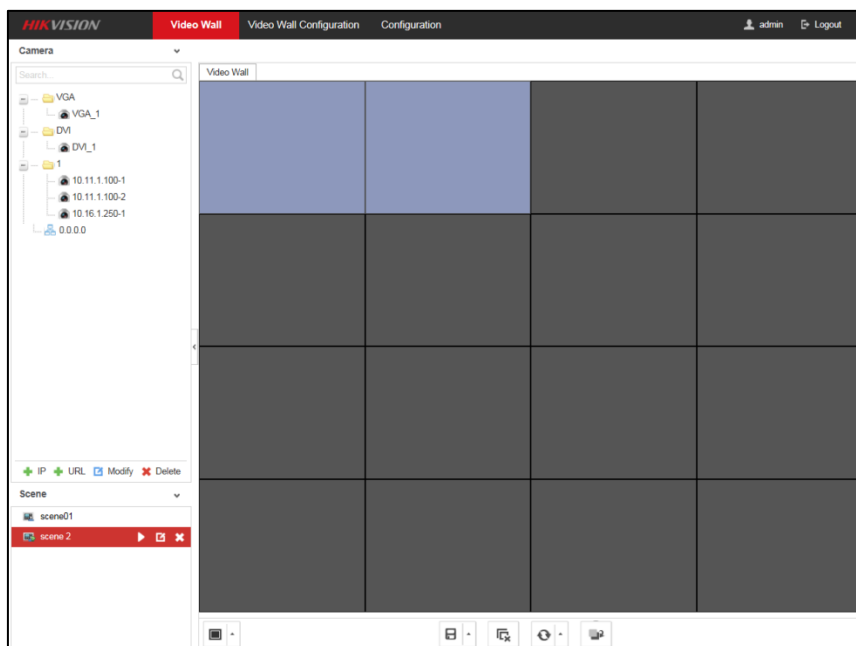 HIKVISION Video Wall Video Wall Configuration Configuration admin Logout
Camera
Search...
Video Wall
VGA
VGA_1
DVI
DVI_1
1
10.11.1.100-1
10.11.1.100-2
10.16.1.250-1
0.0.0.0
IP URL Modify Delete
Scene
scene01
scene 2